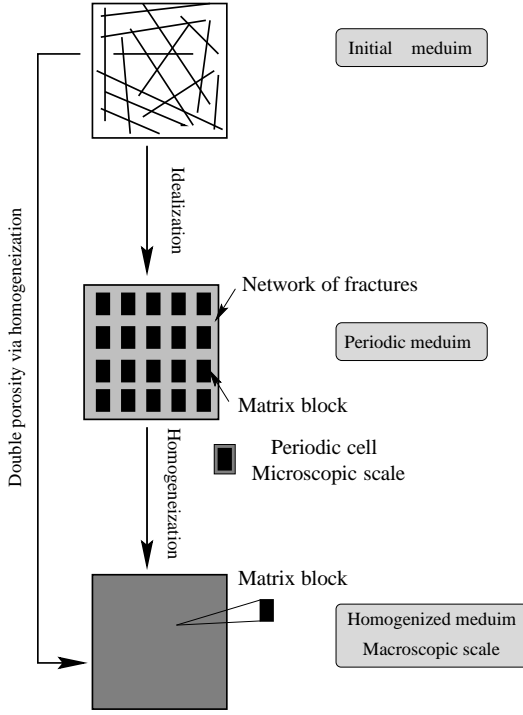 Initial meduim
Idealization
Double porosity via homogeneization
Network of fractures
Periodic meduim
Matrix block
Homogeneization
Periodic cell
Microscopic scale
Matrix block
Homogenized meduim
Macroscopic scale